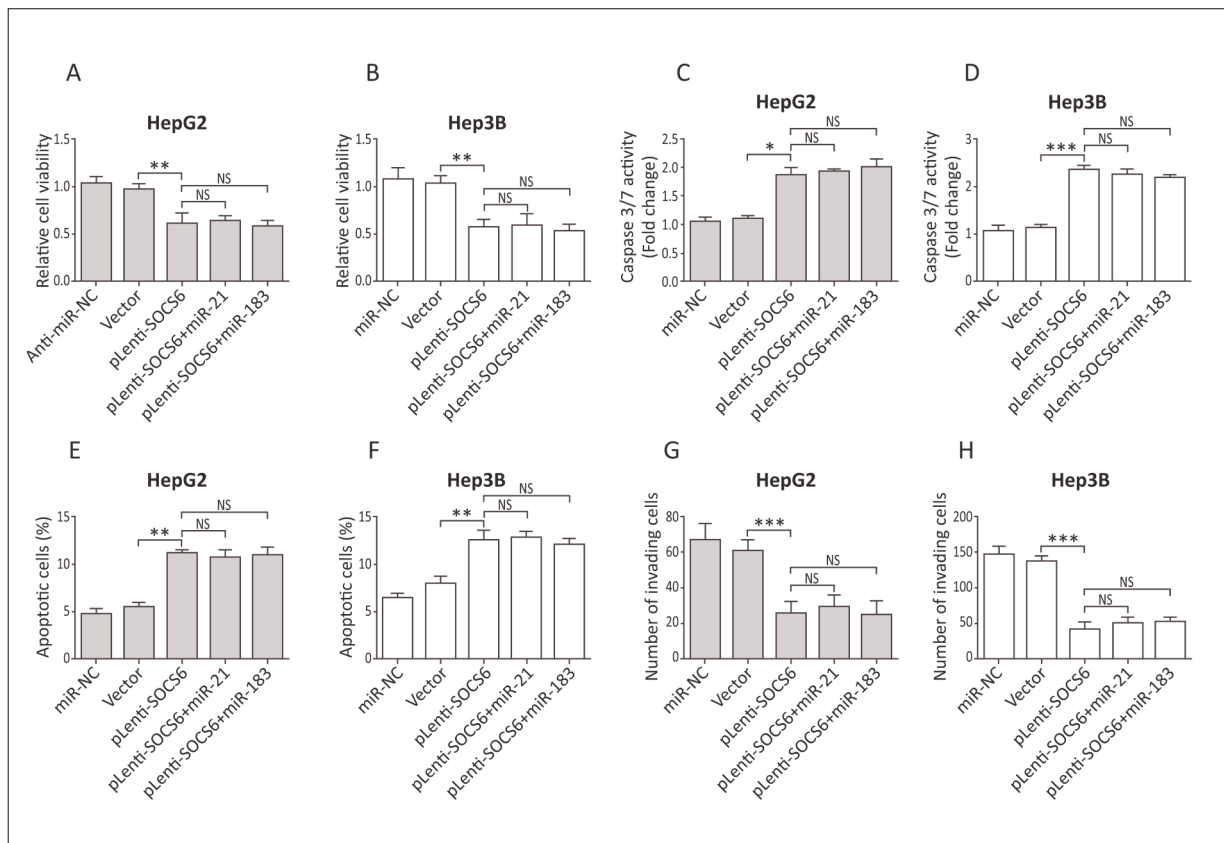 A
HepG2
Relative cell viability
1.5
1.0
0.5
0.0
**
NS
NS
Anti-miR-NC
Vector
pLenti-SOCS6
pLenti-SOCS6+miR-21
pLenti-SOCS6+miR-183
B
Hep3B
Relative cell viability
1.5
1.0
0.5
0.0
**
NS
NS
miR-NC
Vector
pLenti-SOCS6
pLenti-SOCS6+miR-21
pLenti-SOCS6+miR-183
C
HepG2
Caspase 3/7 activity
(Fold change)
2.5
2.0
1.5
1.0
0.5
0.0
*
NS
NS
miR-NC
Vector
pLenti-SOCS6
pLenti-SOCS6+miR-21
pLenti-SOCS6+miR-183
D
Hep3B
Caspase 3/7 activity
(Fold change)
3
2
1
0
***
NS
NS
miR-NC
Vector
pLenti-SOCS6
pLenti-SOCS6+miR-21
pLenti-SOCS6+miR-183
E
HepG2
Apoptotic cells (%)
15
10
5
0
**
NS
NS
miR-NC
Vector
pLenti-SOCS6
pLenti-SOCS6+miR-21
pLenti-SOCS6+miR-183
F
Hep3B
Apoptotic cells (%)
15
10
5
0
**
NS
NS
miR-NC
Vector
pLenti-SOCS6
pLenti-SOCS6+miR-21
pLenti-SOCS6+miR-183
G
HepG2
Number of invading cells
80
60
40
20
0
***
NS
NS
miR-NC
Vector
pLenti-SOCS6
pLenti-SOCS6+miR-21
pLenti-SOCS6+miR-183
H
Hep3B
Number of invading cells
200
150
100
50
0
***
NS
NS
miR-NC
Vector
pLenti-SOCS6
pLenti-SOCS6+miR-21
pLenti-SOCS6+miR-183